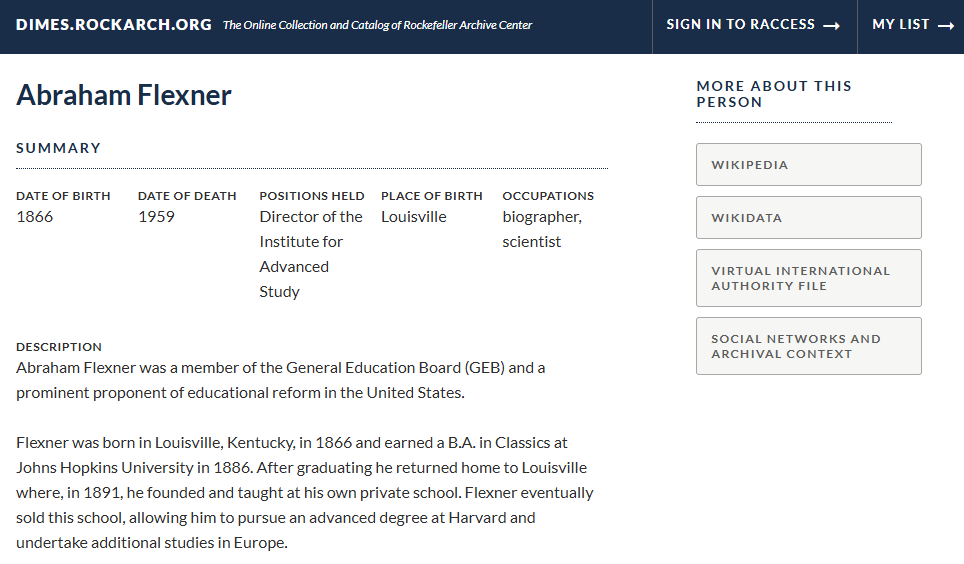 DIMES.ROCKARCH.ORG The Online Collection and Catalog of Rockefeller Archive Center
SIGN IN TO RACCESS →
MY LIST →
Abraham Flexner
SUMMARY
DATE OF BIRTH
1866
DATE OF DEATH
1959
POSITIONS HELD
Director of the
Institute for
Advanced
Study
PLACE OF BIRTH
Louisville
OCCUPATIONS
biographer,
scientist
DESCRIPTION
Abraham Flexner was a member of the General Education Board (GEB) and a
prominent proponent of educational reform in the United States.
Flexner was born in Louisville, Kentucky, in 1866 and earned a B.A. in Classics at
Johns Hopkins University in 1886. After graduating he returned home to Louisville
where, in 1891, he founded and taught at his own private school. Flexner eventually
sold this school, allowing him to pursue an advanced degree at Harvard and
undertake additional studies in Europe.
MORE ABOUT THIS
PERSON
WIKIPEDIA
WIKIDATA
VIRTUAL INTERNATIONAL
AUTHORITY FILE
SOCIAL NETWORKS AND
ARCHIVAL CONTEXT